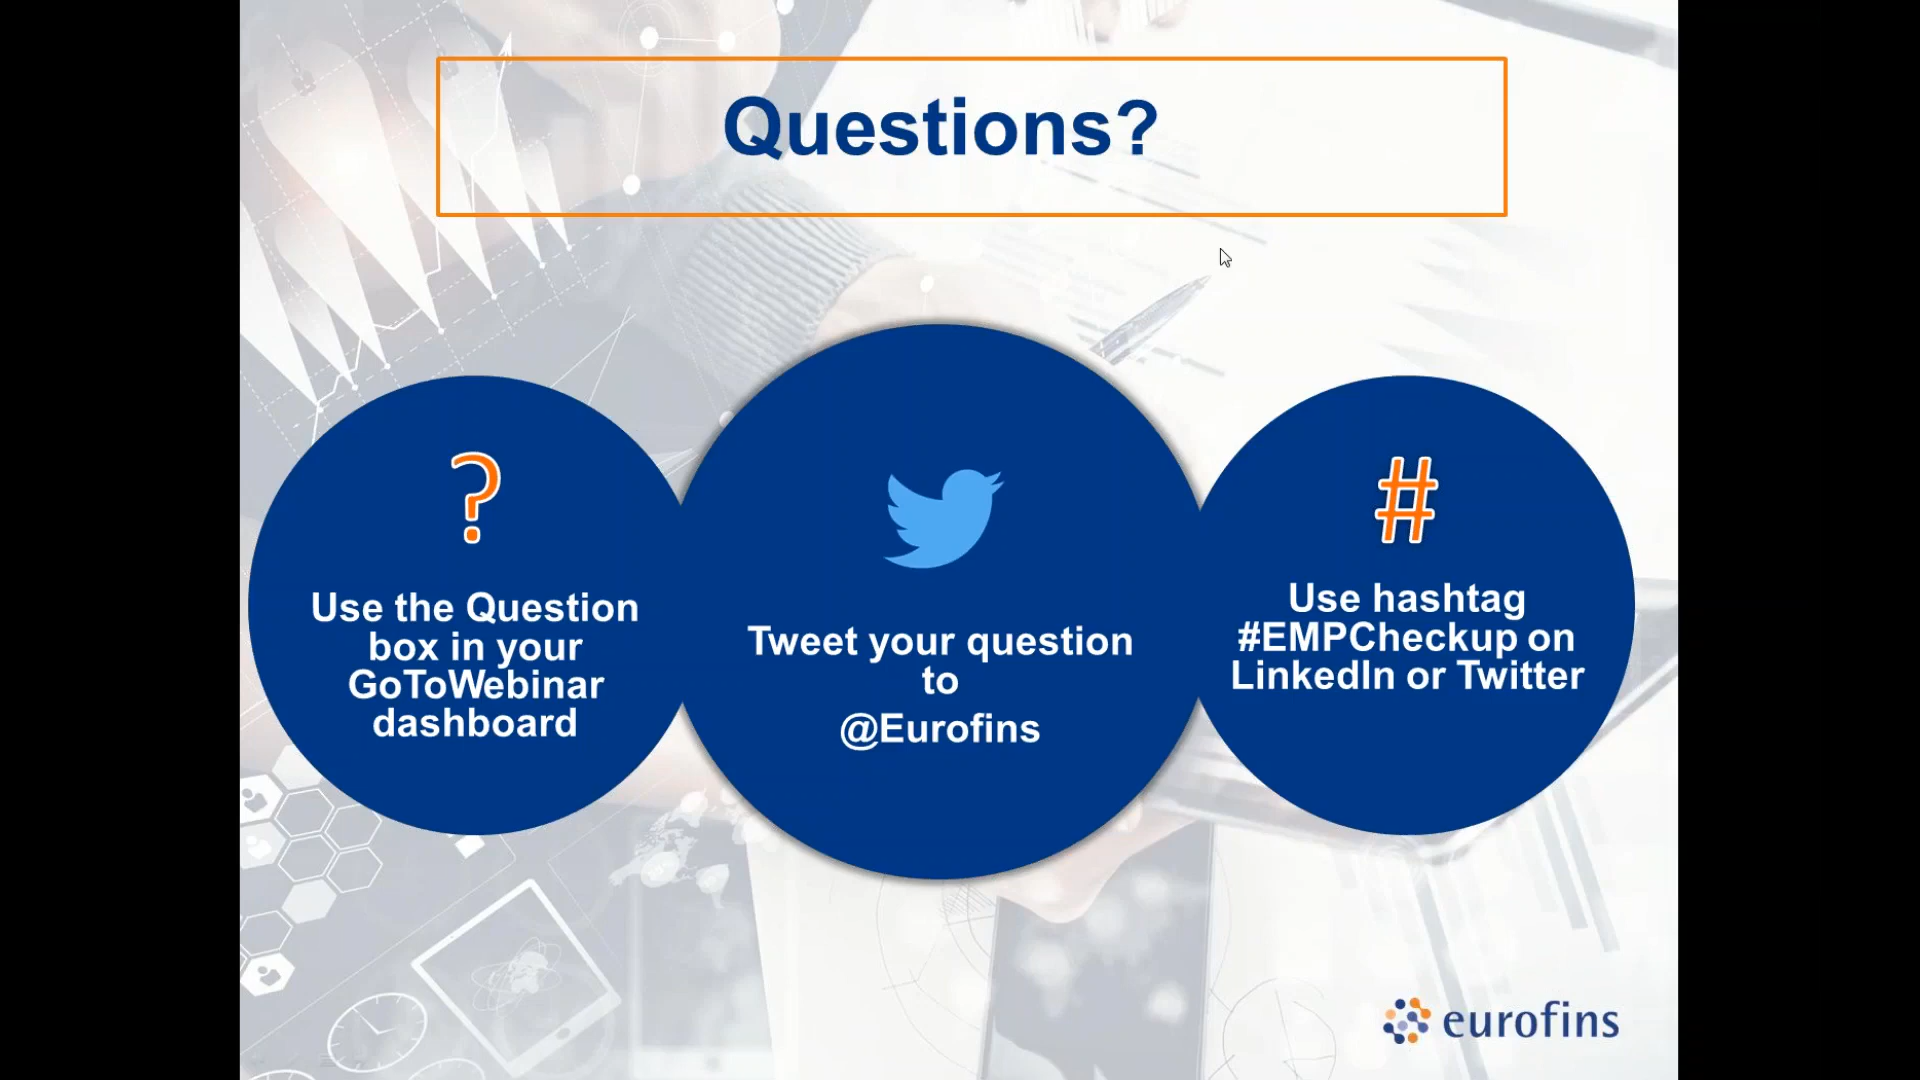 Questions?
?
Use the Question
box in your
GoToWebinar
dashboard
Tweet your question
to
@Eurofins
#
Use hashtag
#EMPCheckup on
LinkedIn or Twitter
eurofins